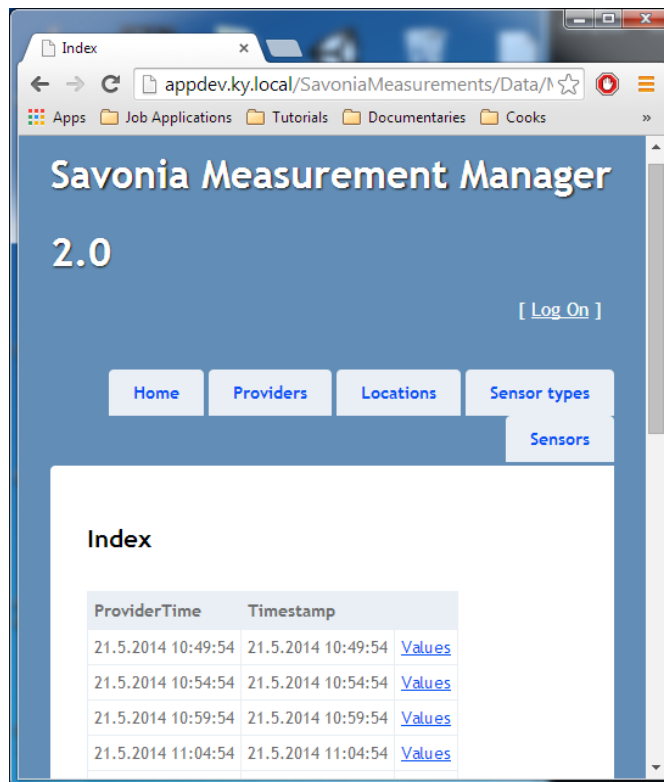 Index
appdev.ky.local/SavoniaMeasurements/Data/M
Apps Job Applications Tutorials Documentaries Cooks »
Savonia Measurement Manager
2.0
[ Log On ]
Home Providers Locations Sensor types
Sensors
Index
ProviderTime Timestamp
21.5.2014 10:49:54 21.5.2014 10:49:54 Values
21.5.2014 10:54:54 21.5.2014 10:54:54 Values
21.5.2014 10:59:54 21.5.2014 10:59:54 Values
21.5.2014 11:04:54 21.5.2014 11:04:54 Values